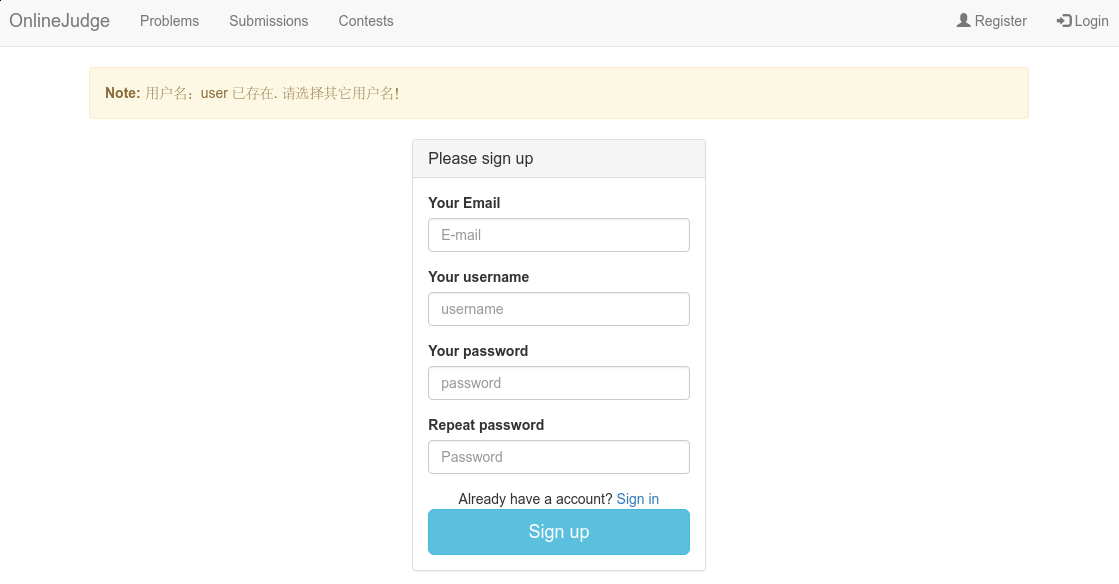 OnlineJudge Problems Submissions Contests Register Login
Note: 用户名：user 已存在. 请选择其它用户名！
Please sign up
Your Email
E-mail
Your username
username
Your password
password
Repeat password
Password
Already have a account? Sign in
Sign up